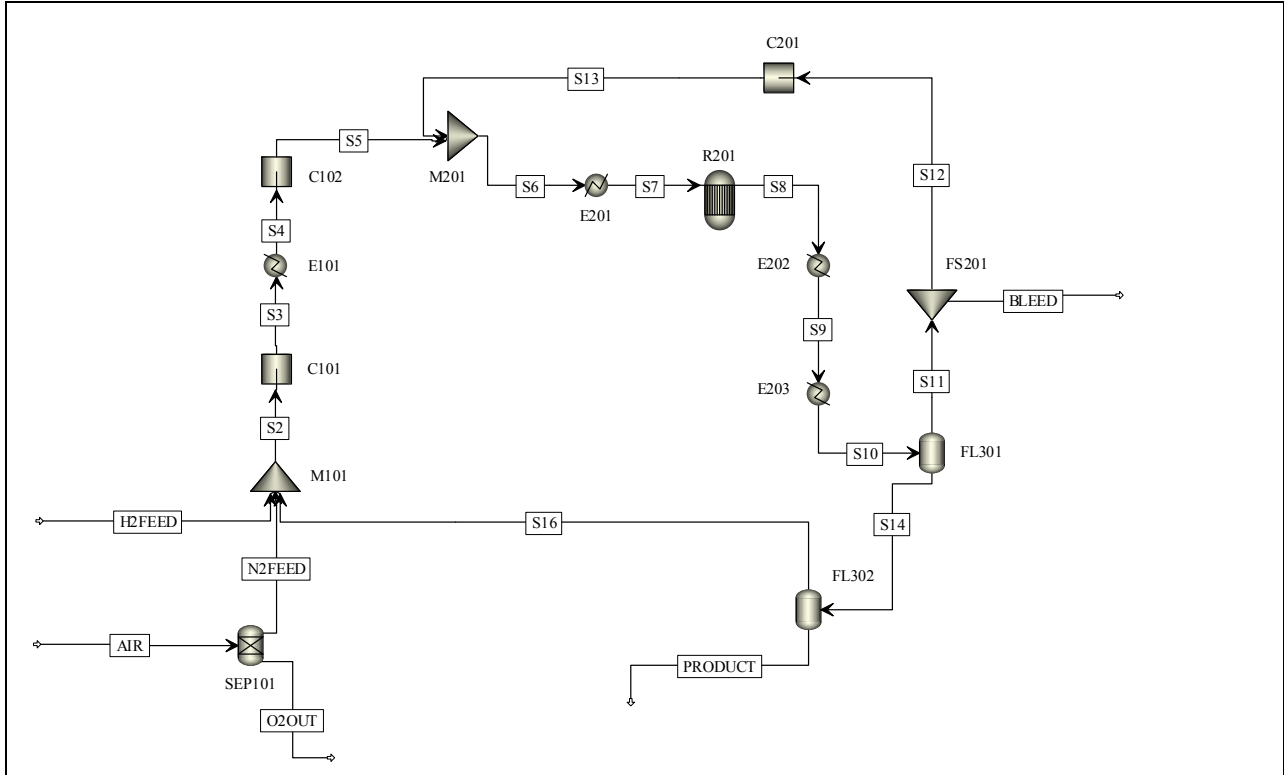 C201
S13
S5
C102
M201
R201
S12
S6
S7
S8
E201
S4
E101
E202
FS201
BLEED
S3
S9
C101
S11
E203
S2
S10
FL301
M101
H2FEED
S16
S14
N2FEED
FL302
AIR
PRODUCT
SEP101
O2OUT